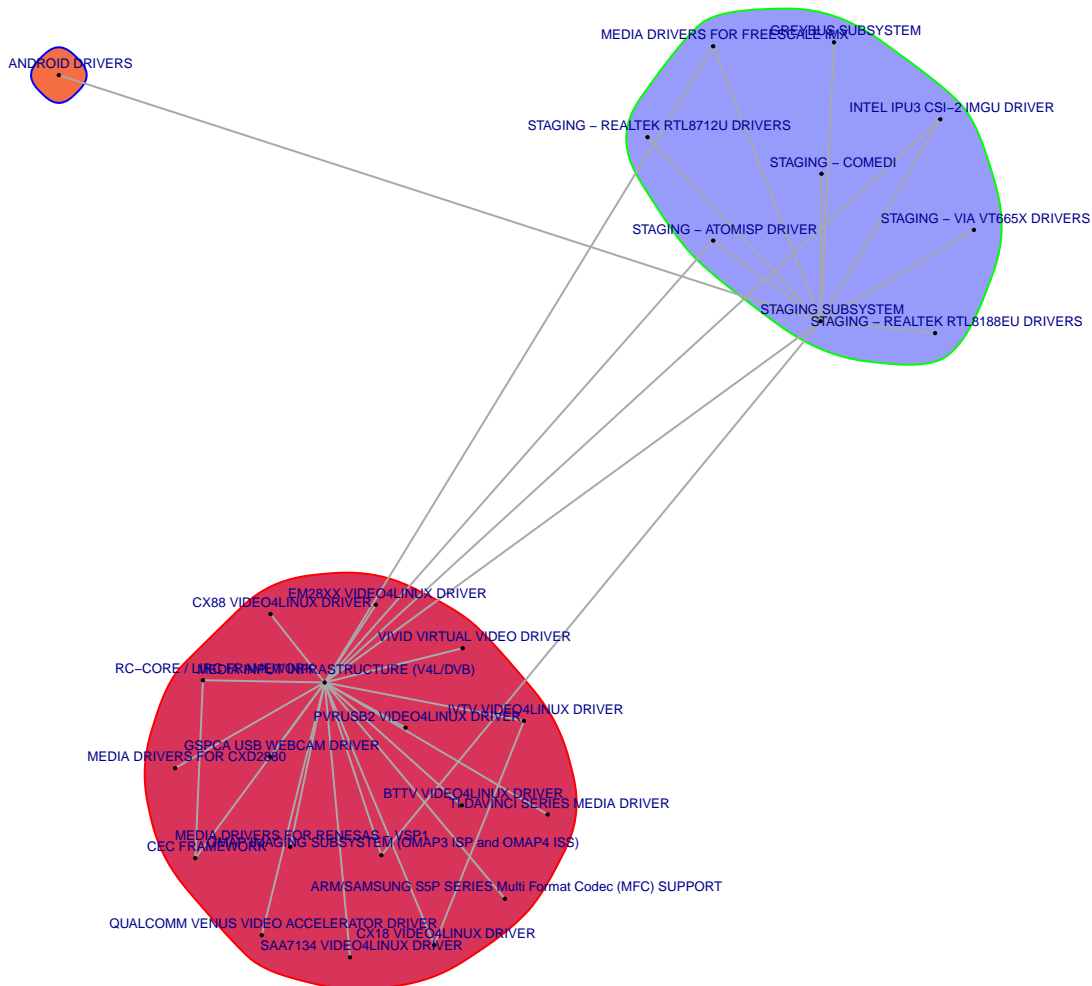 GREYBUS SUBSYSTEM
MEDIA DRIVERS FOR FREESCALE IMX
ANDROID DRIVERS
INTEL IPU3 CSI−2 IMGU DRIVER
STAGING − REALTEK RTL8712U DRIVERS
STAGING − COMEDI
STAGING − VIA VT665X DRIVERS
STAGING − ATOMISP DRIVER
STAGING SUBSYSTEM
STAGING − REALTEK RTL8188EU DRIVERS
EM28XX VIDEO4LINUX DRIVER
CX88 VIDEO4LINUX DRIVER
VIVID VIRTUAL VIDEO DRIVER
RC−CORE / LIRC FRAMEWORK
MEDIA INPUT INFRASTRUCTURE (V4L/DVB)
IVTV VIDEO4LINUX DRIVER
PVRUSB2 VIDEO4LINUX DRIVER
GSPCA USB WEBCAM DRIVER
MEDIA DRIVERS FOR CXD2880
BTTV VIDEO4LINUX DRIVER
TI DAVINCI SERIES MEDIA DRIVER
MEDIA DRIVERS FOR RENESAS − VSP1
OMAP IMAGING SUBSYSTEM (OMAP3 ISP and OMAP4 ISS)
CEC FRAMEWORK
ARM/SAMSUNG S5P SERIES Multi Format Codec (MFC) SUPPORT
QUALCOMM VENUS VIDEO ACCELERATOR DRIVER
CX18 VIDEO4LINUX DRIVER
SAA7134 VIDEO4LINUX DRIVER